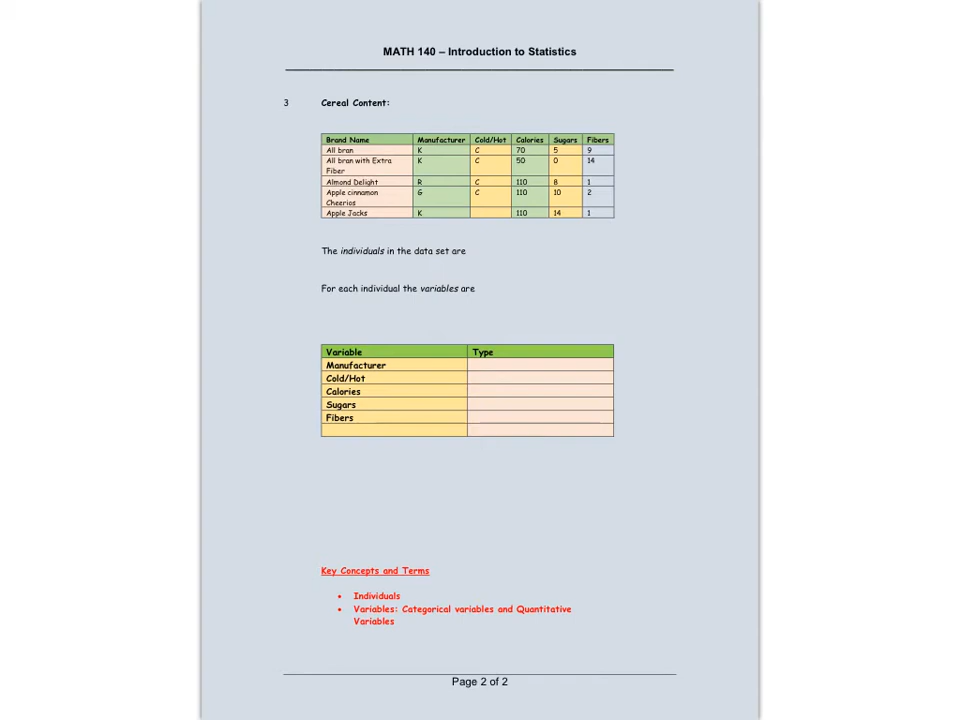 MATH 140 – Introduction to Statistics
3 Cereal Content:
Brand Name Manufacturer Cold/Hot Calories Sugars Fibers
All bran K C 70 5 9
All bran with Extra K C 50 0 14
Fiber
Almond Delight R C 110 8 1
Apple cinnamon G C 110 10 2
Cheerios
Apple Jacks K 110 14 1
The individuals in the data set are
For each individual the variables are
Variable Type
Manufacturer
Cold/Hot
Calories
Sugars
Fibers
Key Concepts and Terms
• Individuals
• Variables: Categorical variables and Quantitative
Variables
Page 2 of 2